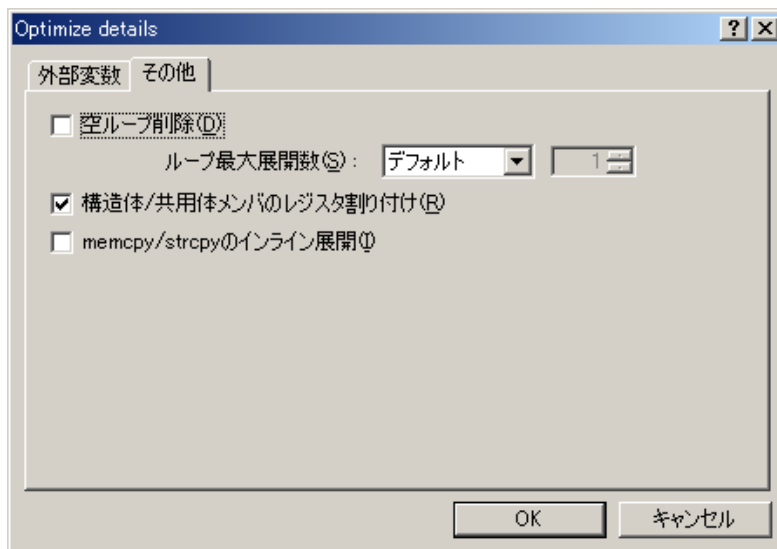 Optimize details
外部変数 その他
空ループ削除(D)
ループ最大展開数(S): デフォルト 1
構造体/共用体メンバのレジスタ割り付け(R)
memcpy/strcpyのインライン展開(I)
OK キャンセル